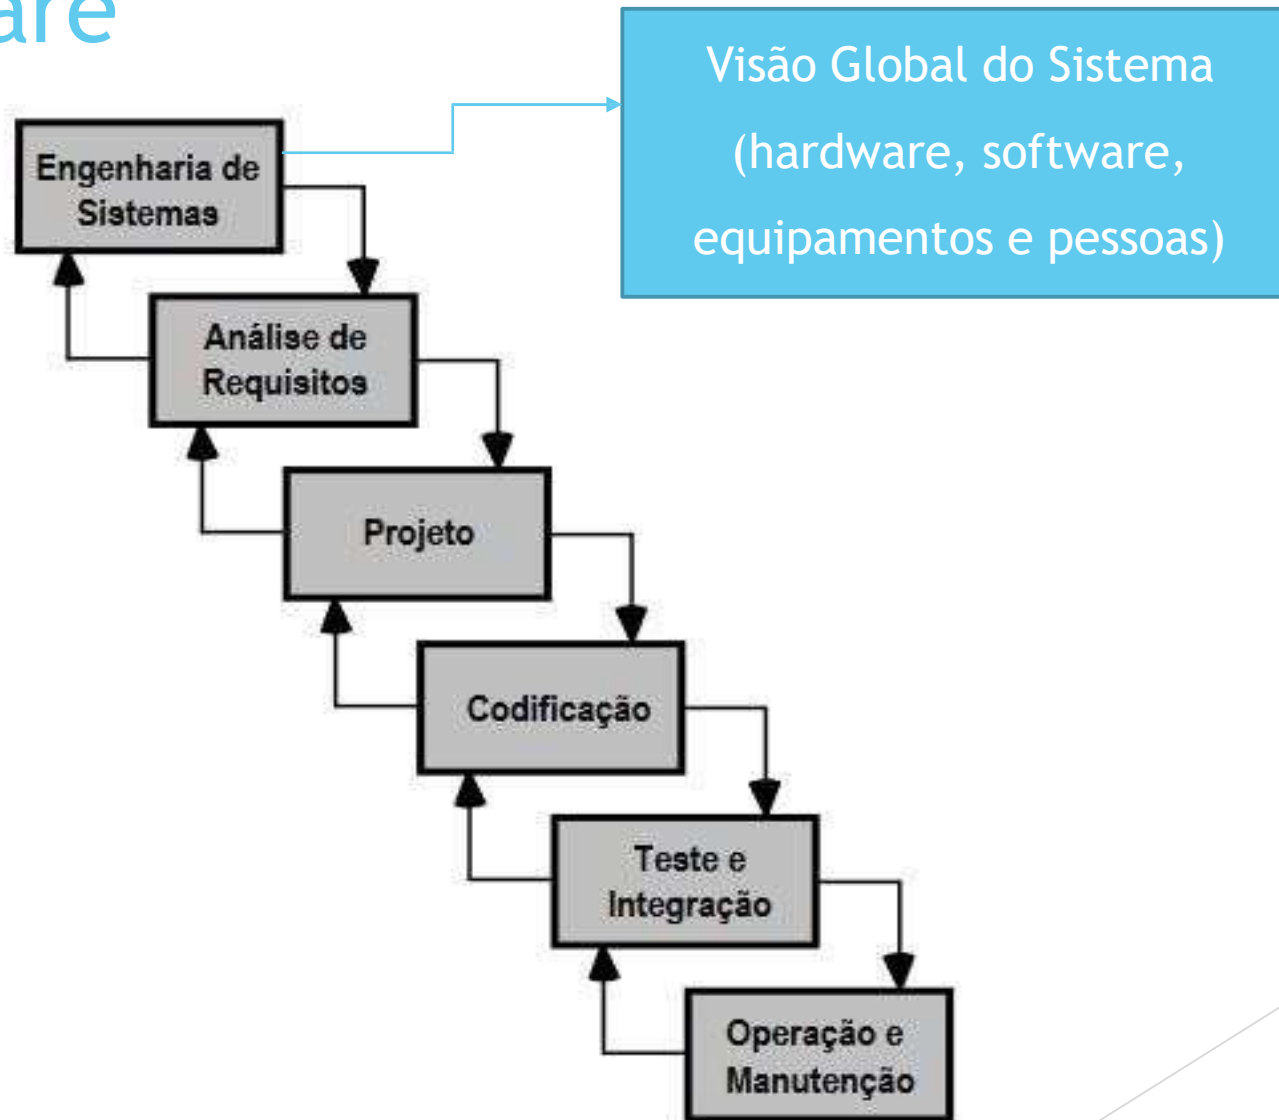 are
Visão Global do Sistema
(hardware, software,
equipamentos e pessoas)
Engenharia de
Sistemas
Análise de
Requisitos
Projeto
Codificação
Teste e
Integração
Operação e
Manutenção